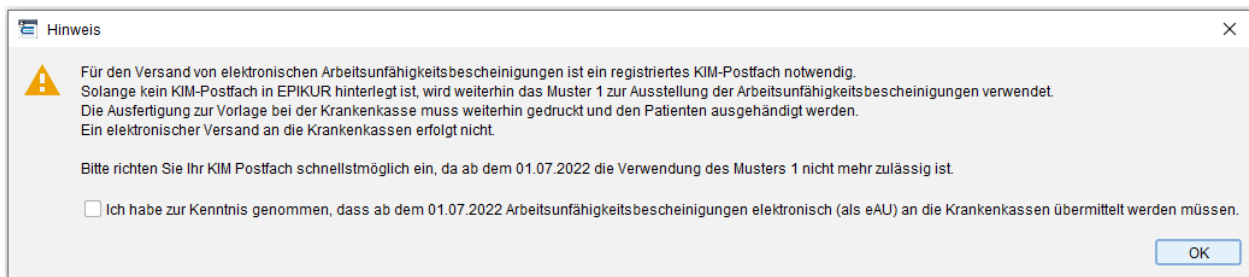 Hinweis
Für den Versand von elektronischen Arbeitsunfähigkeitsbescheinigungen ist ein registriertes KIM-Postfach notwendig.
Solange kein KIM-Postfach in EPIKUR hinterlegt ist, wird weiterhin das Muster 1 zur Ausstellung der Arbeitsunfähigkeitsbescheinigungen verwendet.
Die Ausfertigung zur Vorlage bei der Krankenkasse muss weiterhin gedruckt und den Patienten ausgehändigt werden.
Ein elektronischer Versand an die Krankenkassen erfolgt nicht.
Bitte richten Sie Ihr KIM Postfach schnellstmöglich ein, da ab dem 01.07.2022 die Verwendung des Musters 1 nicht mehr zulässig ist.
Ich habe zur Kenntnis genommen, dass ab dem 01.07.2022 Arbeitsunfähigkeitsbescheinigungen elektronisch (als eAU) an die Krankenkassen übermittelt werden müssen.
OK